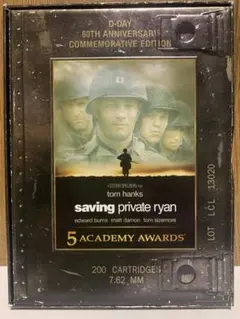 D-DAY
60TH ANNIVERSARY
COMMEMORATIVE EDITION
tom hanks
saving private ryan
edward burns matt damon tom sizemore
5 ACADEMY AWARDS®
LOT LCL 13020
200 CARTRIDGES
7.62 MM